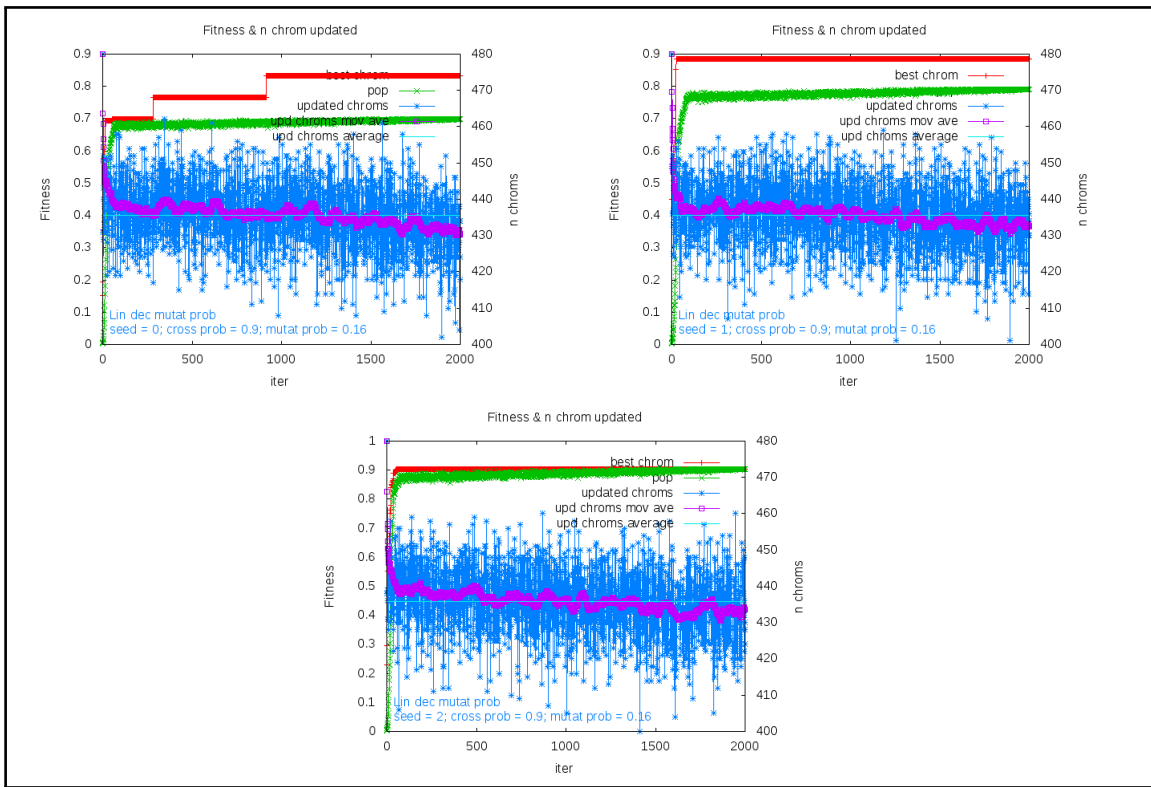 Fitness & n chrom updated
0.9
0.8
0.7
0.6
0.5
0.4
0.3
0.2
0.1
0
480
470
460
450
440
430
420
410
400
0
500
1000
1500
2000
Fitness
n chroms
iter
best chrom
pop
updated chroms
upd chroms mov ave
upd chroms average
Lin dec mutat prob
seed = 0; cross prob = 0.9; mutat prob = 0.16
Fitness & n chrom updated
0.9
0.8
0.7
0.6
0.5
0.4
0.3
0.2
0.1
0
480
470
460
450
440
430
420
410
400
0
500
1000
1500
2000
Fitness
n chroms
iter
best chrom
pop
updated chroms
upd chroms mov ave
upd chroms average
Lin dec mutat prob
seed = 1; cross prob = 0.9; mutat prob = 0.16
Fitness & n chrom updated
1
0.9
0.8
0.7
0.6
0.5
0.4
0.3
0.2
0.1
0
480
470
460
450
440
430
420
410
400
0
500
1000
1500
2000
Fitness
n chroms
iter
best chrom
pop
updated chroms
upd chroms mov ave
upd chroms average
Lin dec mutat prob
seed = 2; cross prob = 0.9; mutat prob = 0.16